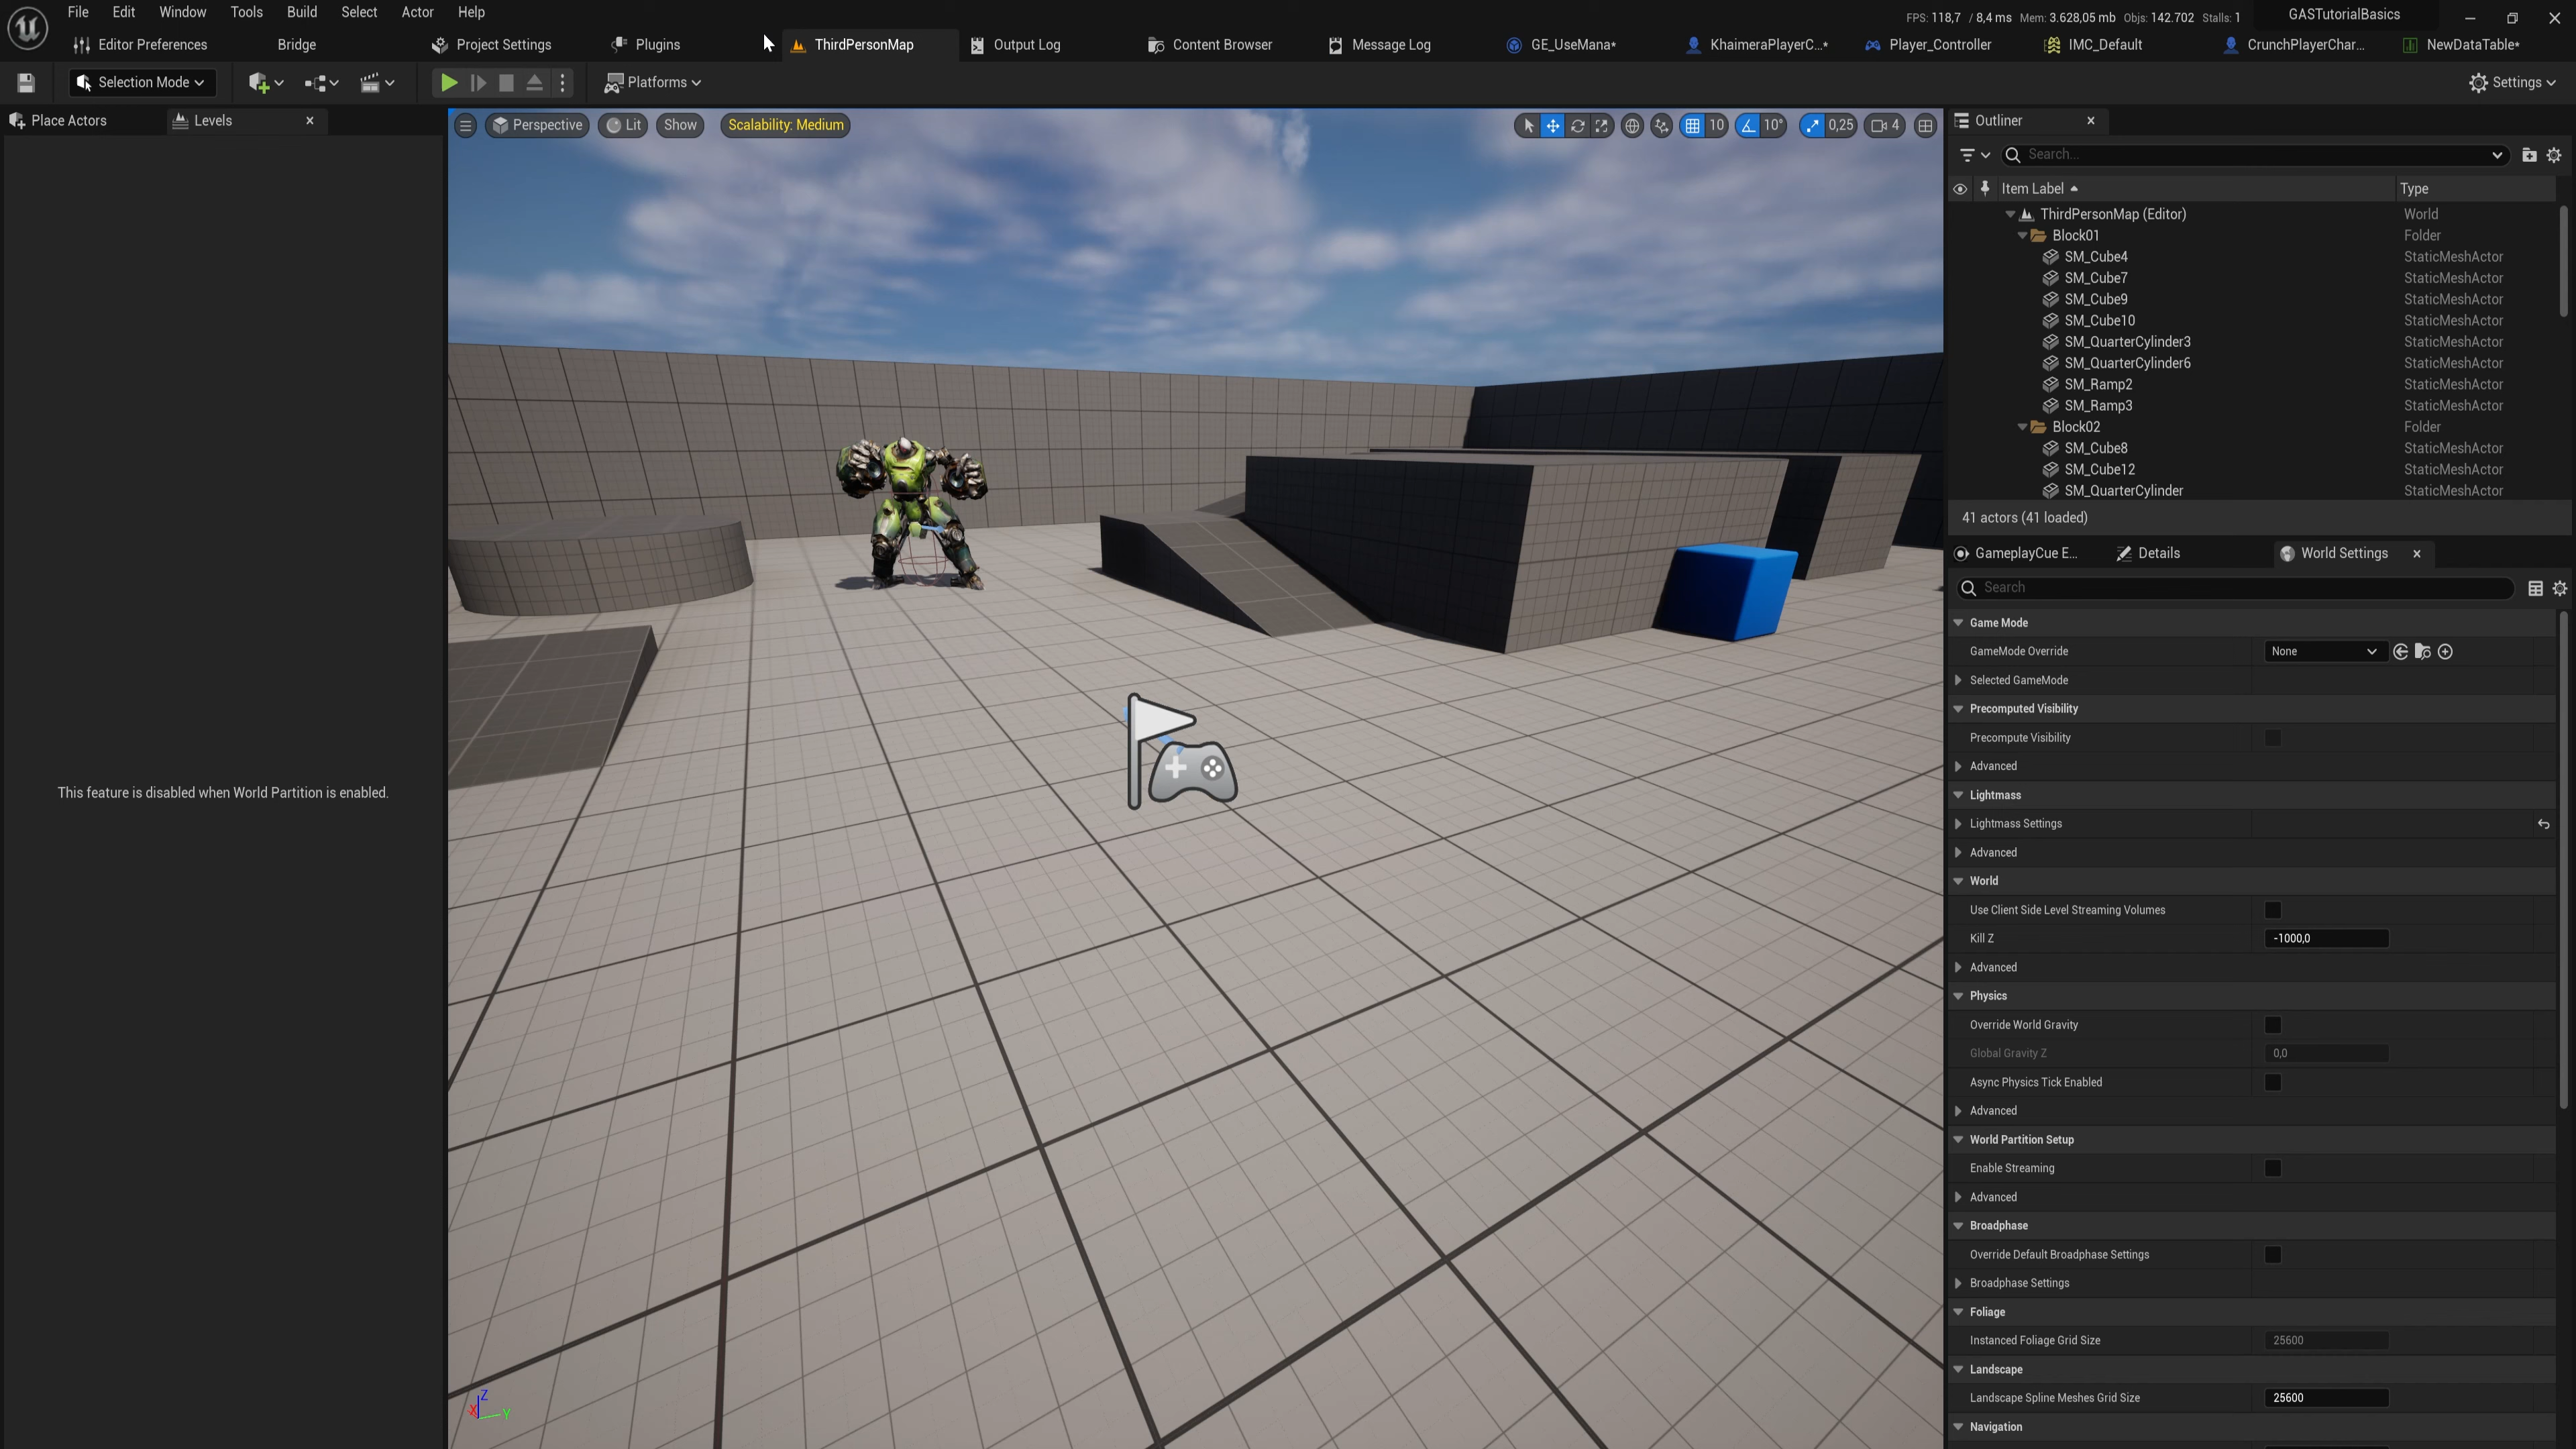 File Edit Window Tools Build Select Actor Help
FPS: 118,7 / 8,4 ms Mem: 3.628,05 mb Objs: 142.702 Stalls: 1 GASTutorialBasics
Editor Preferences Bridge Project Settings Plugins ThirdPersonMap Output Log Content Browser Message Log GE_UseMana* KhaimeraPlayerC...* Player_Controller IMC_Default CrunchPlayerChar... NewDataTable*
Selection Mode Platforms Settings
Place Actors Levels
This feature is disabled when World Partition is enabled.
Perspective Lit Show Scalability: Medium 10 10° 0,25 4
Z
X Y
Outliner
Search...
Item Label Type
ThirdPersonMap (Editor) World
Block01 Folder
SM_Cube4 StaticMeshActor
SM_Cube7 StaticMeshActor
SM_Cube9 StaticMeshActor
SM_Cube10 StaticMeshActor
SM_QuarterCylinder3 StaticMeshActor
SM_QuarterCylinder6 StaticMeshActor
SM_Ramp2 StaticMeshActor
SM_Ramp3 StaticMeshActor
Block02 Folder
SM_Cube8 StaticMeshActor
SM_Cube12 StaticMeshActor
SM_QuarterCylinder StaticMeshActor
41 actors (41 loaded)
GameplayCue E... Details World Settings
Search
Game Mode
GameMode Override None
Selected GameMode
Precomputed Visibility
Precompute Visibility
Advanced
Lightmass
Lightmass Settings
Advanced
World
Use Client Side Level Streaming Volumes
Kill Z -1000,0
Advanced
Physics
Override World Gravity
Global Gravity Z 0,0
Async Physics Tick Enabled
Advanced
World Partition Setup
Enable Streaming
Advanced
Broadphase
Override Default Broadphase Settings
Broadphase Settings
Foliage
Instanced Foliage Grid Size 25600
Landscape
Landscape Spline Meshes Grid Size 25600
Navigation